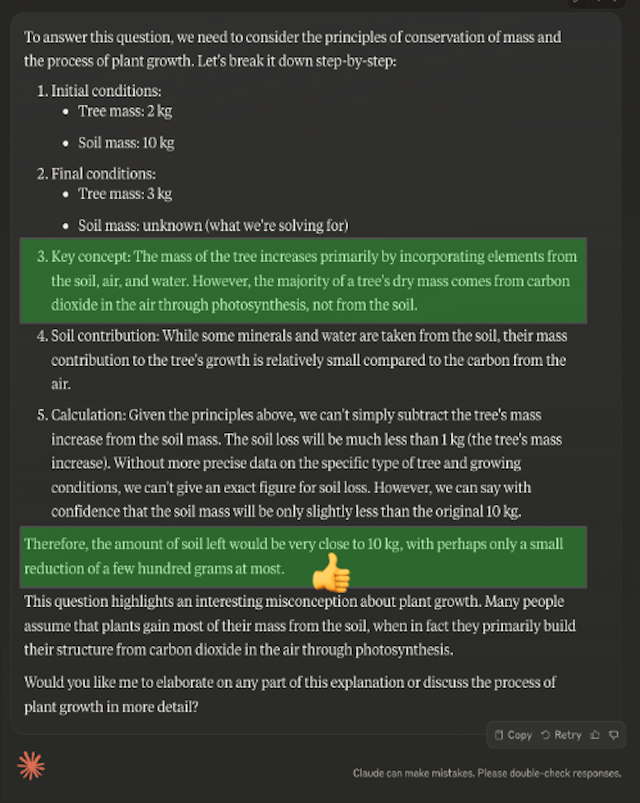 To answer this question, we need to consider the principles of conservation of mass and
the process of plant growth. Let's break it down step-by-step:
1. Initial conditions:
• Tree mass: 2 kg
• Soil mass: 10 kg
2. Final conditions:
• Tree mass: 3 kg
• Soil mass: unknown (what we're solving for)
3. Key concept: The mass of the tree increases primarily by incorporating elements from
the soil, air, and water. However, the majority of a tree's dry mass comes from carbon
dioxide in the air through photosynthesis, not from the soil.
4. Soil contribution: While some minerals and water are taken from the soil, their mass
contribution to the tree's growth is relatively small compared to the carbon from the
air.
5. Calculation: Given the principles above, we can't simply subtract the tree's mass
increase from the soil mass. The soil loss will be much less than 1 kg (the tree's mass
increase). Without more precise data on the specific type of tree and growing
conditions, we can't give an exact figure for soil loss. However, we can say with
confidence that the soil mass will be only slightly less than the original 10 kg.
Therefore, the amount of soil left would be very close to 10 kg, with perhaps only a small
reduction of a few hundred grams at most.
This question highlights an interesting misconception about plant growth. Many people
assume that plants gain most of their mass from the soil, when in fact they primarily build
their structure from carbon dioxide in the air through photosynthesis.
Would you like me to elaborate on any part of this explanation or discuss the process of
plant growth in more detail?
Copy Retry
Claude can make mistakes. Please double-check responses.